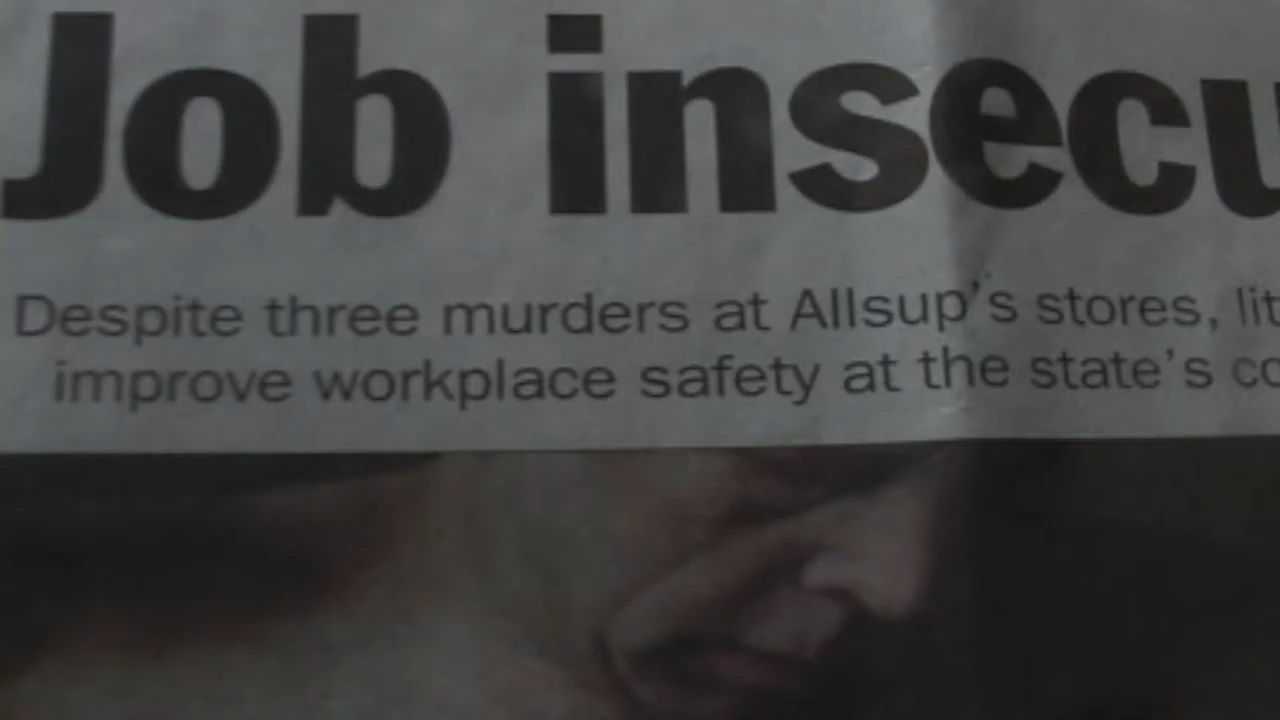 Job insecu
Despite three murders at Allsup's stores, lit
improve workplace safety at the state's co